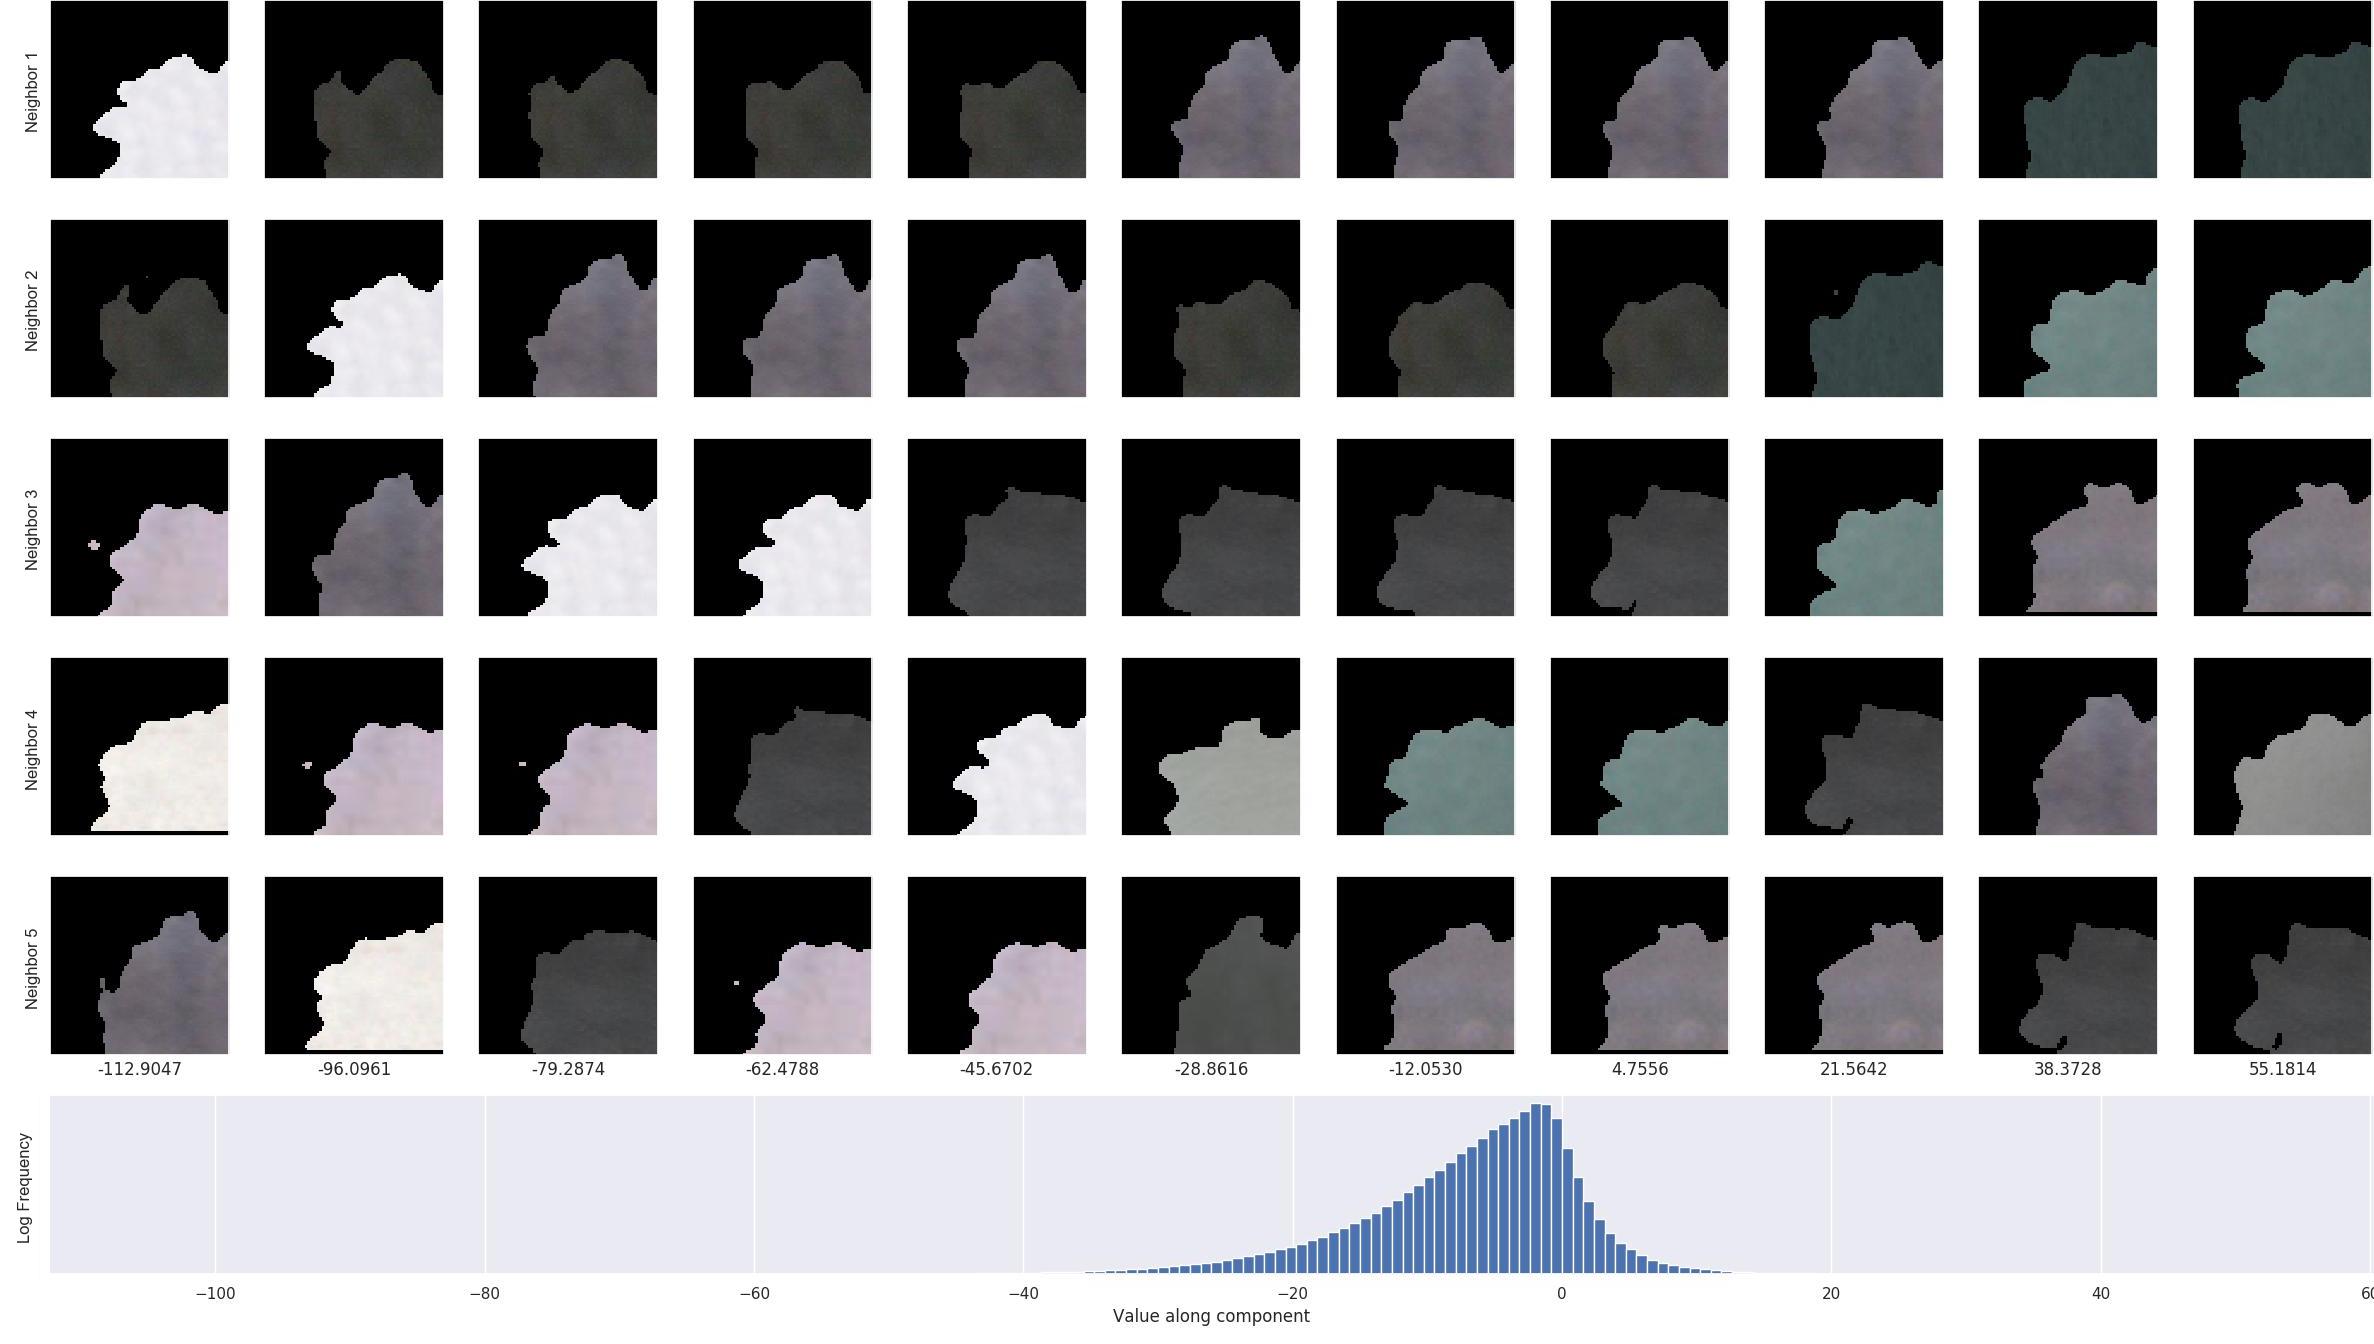 Neighbor 1
Neighbor 2
Neighbor 3
Neighbor 4
Neighbor 5
-112.9047 -96.0961 -79.2874 -62.4788 -45.6702 -28.8616 -12.0530 4.7556 21.5642 38.3728 55.1814
Log Frequency
−100 −80 −60 −40 −20 0 20 40 60
Value along component